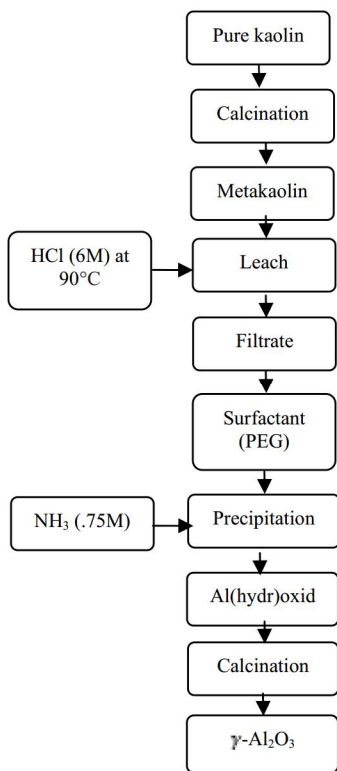 Pure kaolin
Calcination
Metakaolin
HCl (6M) at
90°C
Leach
Filtrate
Surfactant
(PEG)
NH₃ (.75M)
Precipitation
Al(hydr)oxid
Calcination
γ-Al₂O₃